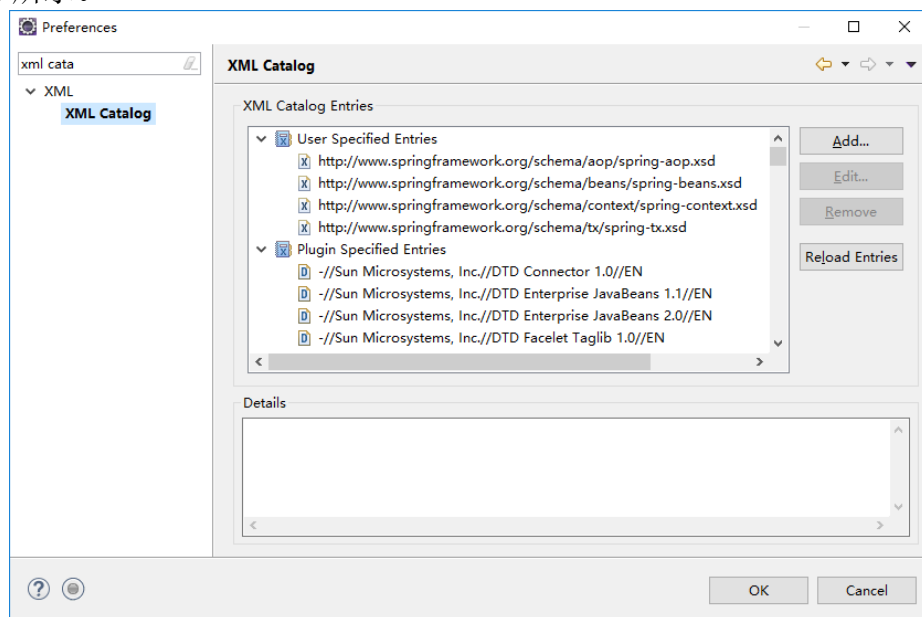 Preferences
xml cata
XML
XML Catalog
XML Catalog
XML Catalog Entries
User Specified Entries
http://www.springframework.org/schema/aop/spring-aop.xsd
http://www.springframework.org/schema/beans/spring-beans.xsd
http://www.springframework.org/schema/context/spring-context.xsd
http://www.springframework.org/schema/tx/spring-tx.xsd
Plugin Specified Entries
-//Sun Microsystems, Inc.//DTD Connector 1.0//EN
-//Sun Microsystems, Inc.//DTD Enterprise JavaBeans 1.1//EN
-//Sun Microsystems, Inc.//DTD Enterprise JavaBeans 2.0//EN
-//Sun Microsystems, Inc.//DTD Facelet Taglib 1.0//EN
Add...
Edit...
Remove
Reload Entries
Details
OK
Cancel